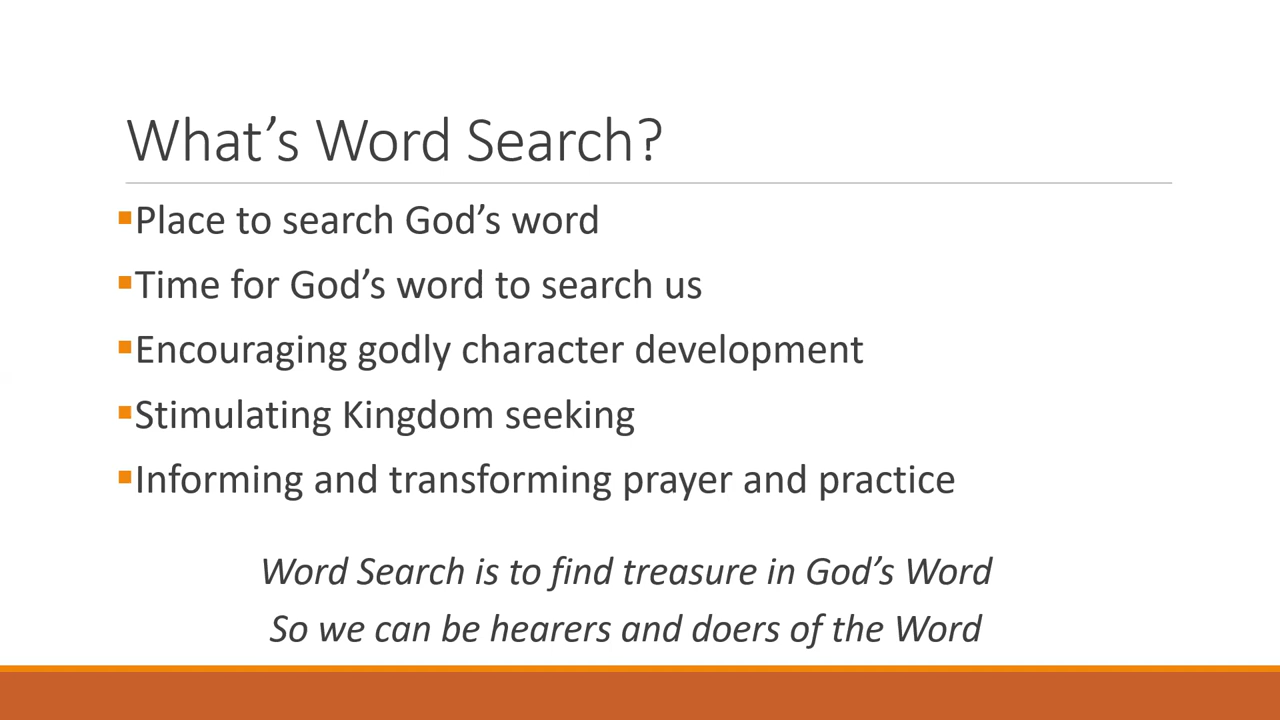 What’s Word Search?
▪Place to search God’s word
▪Time for God’s word to search us
▪Encouraging godly character development
▪Stimulating Kingdom seeking
▪Informing and transforming prayer and practice
Word Search is to find treasure in God’s Word
So we can be hearers and doers of the Word